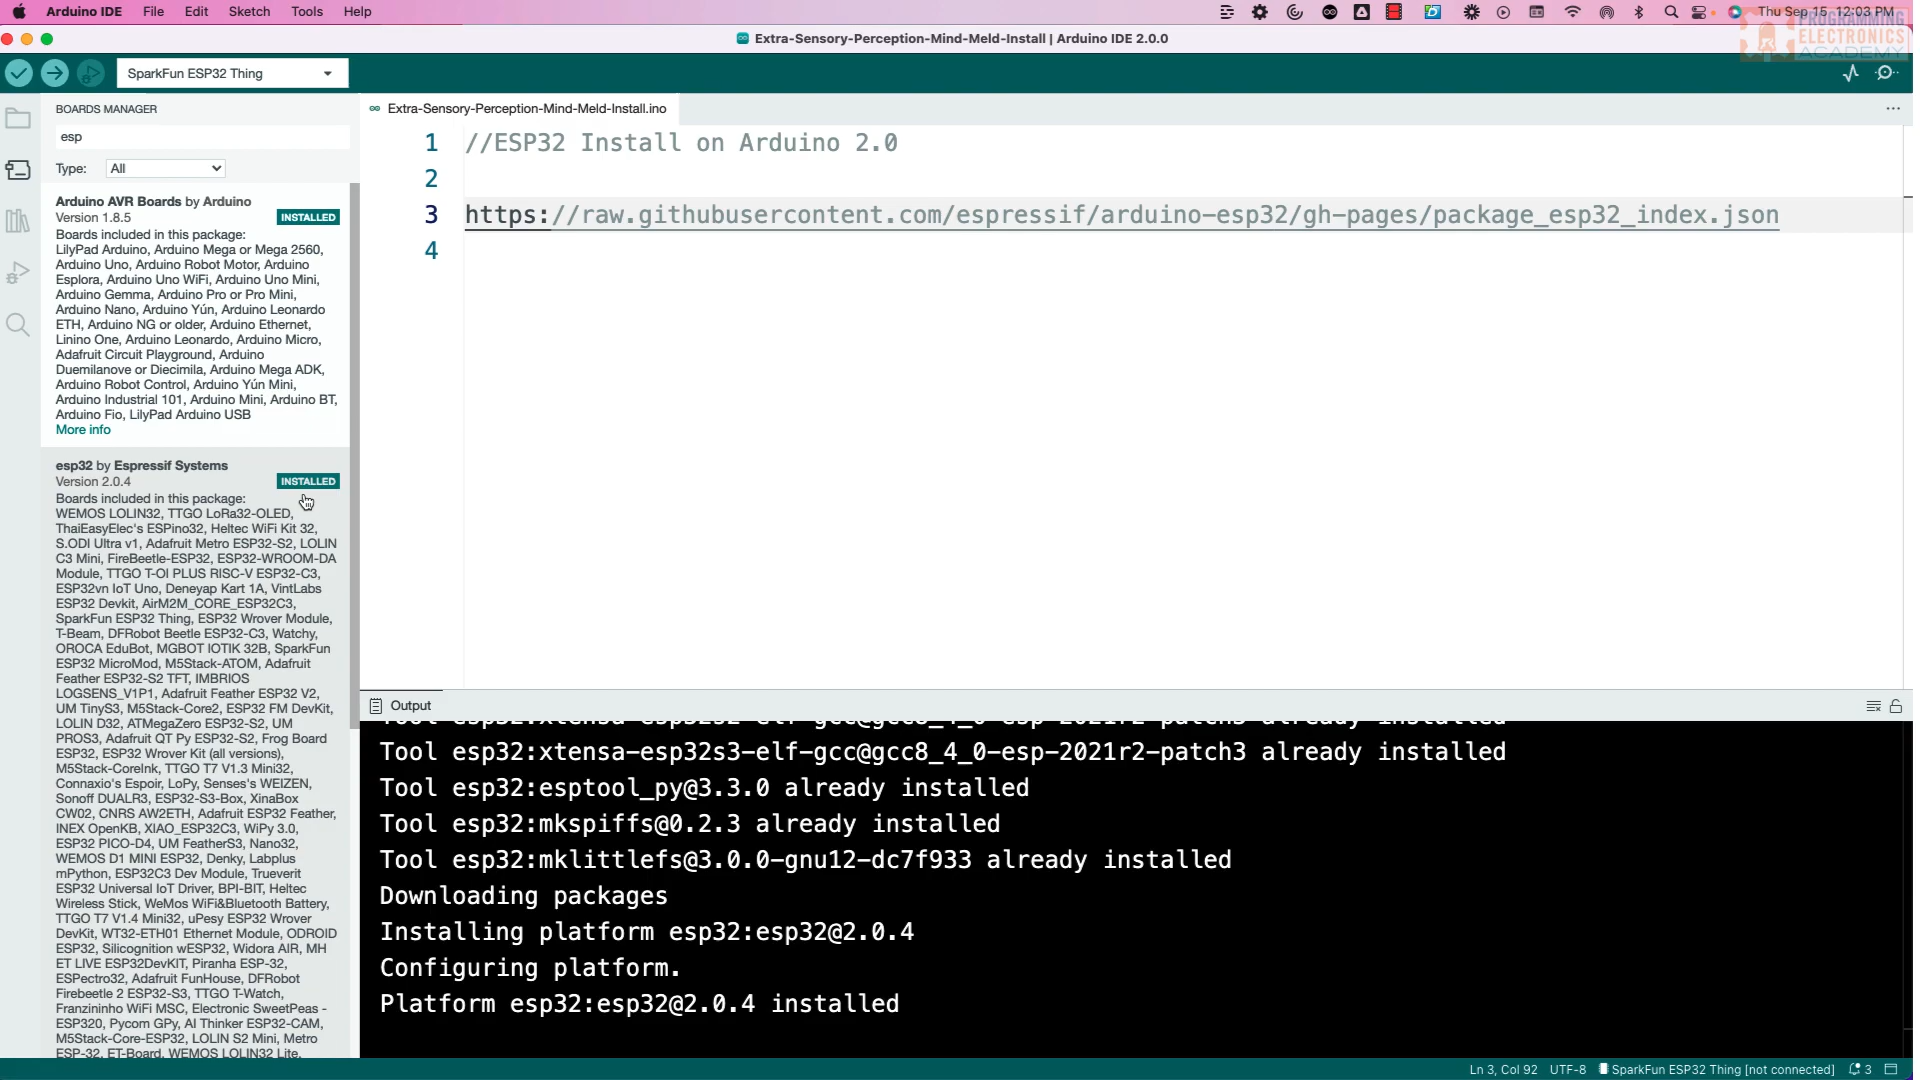 Arduino IDE File Edit Sketch Tools Help
Thu Sep 15 12:03 PM
PROGRAMMING
ELECTRONICS
ACADEMY
Extra-Sensory-Perception-Mind-Meld-Install | Arduino IDE 2.0.0
SparkFun ESP32 Thing
BOARDS MANAGER
esp
Type: All
Arduino AVR Boards by Arduino
Version 1.8.5
INSTALLED
Boards included in this package:
LilyPad Arduino, Arduino Mega or Mega 2560,
Arduino Uno, Arduino Robot Motor, Arduino
Esplora, Arduino Uno WiFi, Arduino Uno Mini,
Arduino Gemma, Arduino Pro or Pro Mini,
Arduino Nano, Arduino Yún, Arduino Leonardo
ETH, Arduino NG or older, Arduino Ethernet,
Linino One, Arduino Leonardo, Arduino Micro,
Adafruit Circuit Playground, Arduino
Duemilanove or Diecimila, Arduino Mega ADK,
Arduino Robot Control, Arduino Yún Mini,
Arduino Industrial 101, Arduino Mini, Arduino BT,
Arduino Fio, LilyPad Arduino USB
More info
esp32 by Espressif Systems
Version 2.0.4
INSTALLED
Boards included in this package:
WEMOS LOLIN32, TTGO LoRa32-OLED,
ThaiEasyElec's ESPino32, Heltec WiFi Kit 32,
S.ODI Ultra v1, Adafruit Metro ESP32-S2, LOLIN
C3 Mini, FireBeetle-ESP32, ESP32-WROOM-DA
Module, TTGO T-OI PLUS RISC-V ESP32-C3,
ESP32vn IoT Uno, Deneyap Kart 1A, VintLabs
ESP32 Devkit, AirM2M_CORE_ESP32C3,
SparkFun ESP32 Thing, ESP32 Wrover Module,
T-Beam, DFRobot Beetle ESP32-C3, Watchy,
OROCA EduBot, MGBOT IOTIK 32B, SparkFun
ESP32 MicroMod, M5Stack-ATOM, Adafruit
Feather ESP32-S2 TFT, IMBRIOS
LOGSENS_V1P1, Adafruit Feather ESP32 V2,
UM TinyS3, M5Stack-Core2, ESP32 FM DevKit,
LOLIN D32, ATMegaZero ESP32-S2, UM
PROS3, Adafruit QT Py ESP32-S2, Frog Board
ESP32, ESP32 Wrover Kit (all versions),
M5Stack-CoreInk, TTGO T7 V1.3 Mini32,
Connaxio's Espoir, LoPy, Senses's WEIZEN,
Sonoff DUALR3, ESP32-S3-Box, XinaBox
CW02, CNRS AW2ETH, Adafruit ESP32 Feather,
INEX OpenKB, XIAO_ESP32C3, WiPy 3.0,
ESP32 PICO-D4, UM FeatherS3, Nano32,
WEMOS D1 MINI ESP32, Denky, Labplus
mPython, ESP32C3 Dev Module, Trueverit
ESP32 Universal IoT Driver, BPI-BIT, Heltec
Wireless Stick, WeMos WiFi&Bluetooth Battery,
TTGO T7 V1.4 Mini32, uPesy ESP32 Wrover
DevKit, WT32-ETH01 Ethernet Module, ODROID
ESP32, Silicognition wESP32, Widora AIR, MH
ET LIVE ESP32DevKIT, Piranha ESP-32,
ESPectro32, Adafruit FunHouse, DFRobot
Firebeetle 2 ESP32-S3, TTGO T-Watch,
Franzininho WiFi MSC, Electronic SweetPeas -
ESP320, Pycom GPy, AI Thinker ESP32-CAM,
M5Stack-Core-ESP32, LOLIN S2 Mini, Metro
ESP-32, ET-Board, WEMOS LOLIN32 Lite,
Extra-Sensory-Perception-Mind-Meld-Install.ino
1 //ESP32 Install on Arduino 2.0
2
3 https://raw.githubusercontent.com/espressif/arduino-esp32/gh-pages/package_esp32_index.json
4
Output
Tool esp32:xtensa-esp32s2-elf-gcc@gcc8_4_0-esp-2021r2-patch3 already installed
Tool esp32:xtensa-esp32s3-elf-gcc@gcc8_4_0-esp-2021r2-patch3 already installed
Tool esp32:esptool_py@3.3.0 already installed
Tool esp32:mkspiffs@0.2.3 already installed
Tool esp32:mklittlefs@3.0.0-gnu12-dc7f933 already installed
Downloading packages
Installing platform esp32:esp32@2.0.4
Configuring platform.
Platform esp32:esp32@2.0.4 installed
Ln 3, Col 92 UTF-8 SparkFun ESP32 Thing [not connected] 3